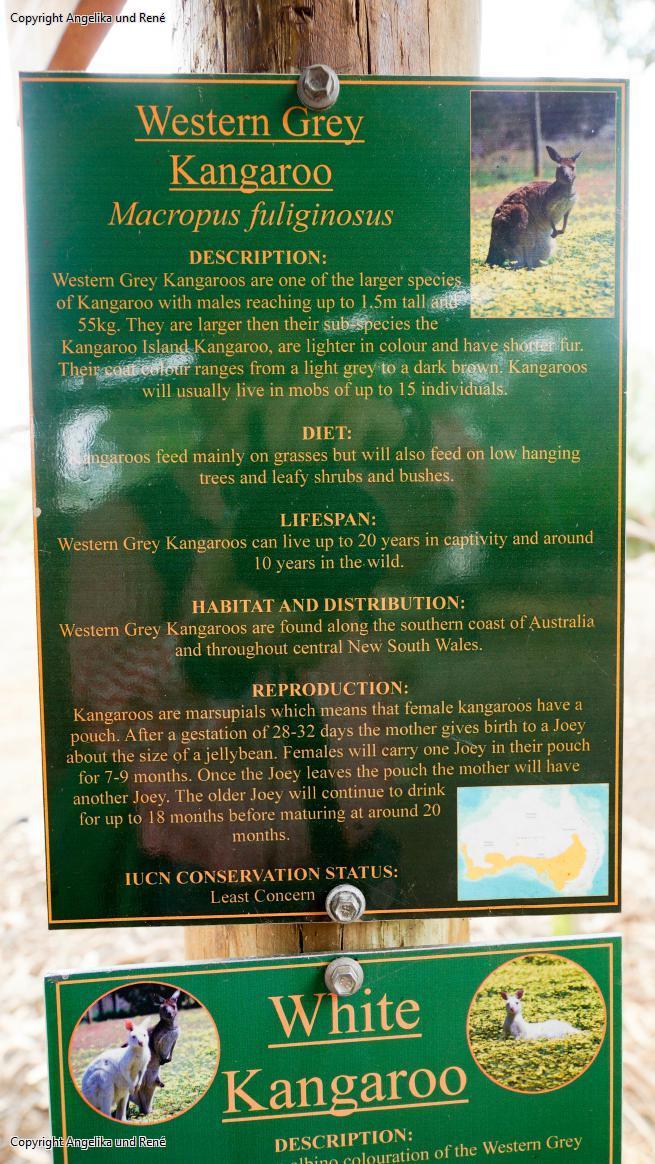 Copyright Angelika und René
Western Grey
Kangaroo
Macropus fuliginosus
DESCRIPTION:
Western Grey Kangaroos are one of the larger species
of Kangaroo with males reaching up to 1.5m tall and
55kg. They are larger then their sub-species the
Kangaroo Island Kangaroo, are lighter in colour and have shorter fur.
Their coat colour ranges from a light grey to a dark brown. Kangaroos
will usually live in mobs of up to 15 individuals.
DIET:
Kangaroos feed mainly on grasses but will also feed on low hanging
trees and leafy shrubs and bushes.
LIFESPAN:
Western Grey Kangaroos can live up to 20 years in captivity and around
10 years in the wild.
HABITAT AND DISTRIBUTION:
Western Grey Kangaroos are found along the southern coast of Australia
and throughout central New South Wales.
REPRODUCTION:
Kangaroos are marsupials which means that female kangaroos have a
pouch. After a gestation of 28-32 days the mother gives birth to a Joey
about the size of a jellybean. Females will carry one Joey in their pouch
for 7-9 months. Once the Joey leaves the pouch the mother will have
another Joey. The older Joey will continue to drink
for up to 18 months before maturing at around 20
months.
IUCN CONSERVATION STATUS:
Least Concern
White
Kangaroo
DESCRIPTION:
albino colouration of the Western Grey
Copyright Angelika und René